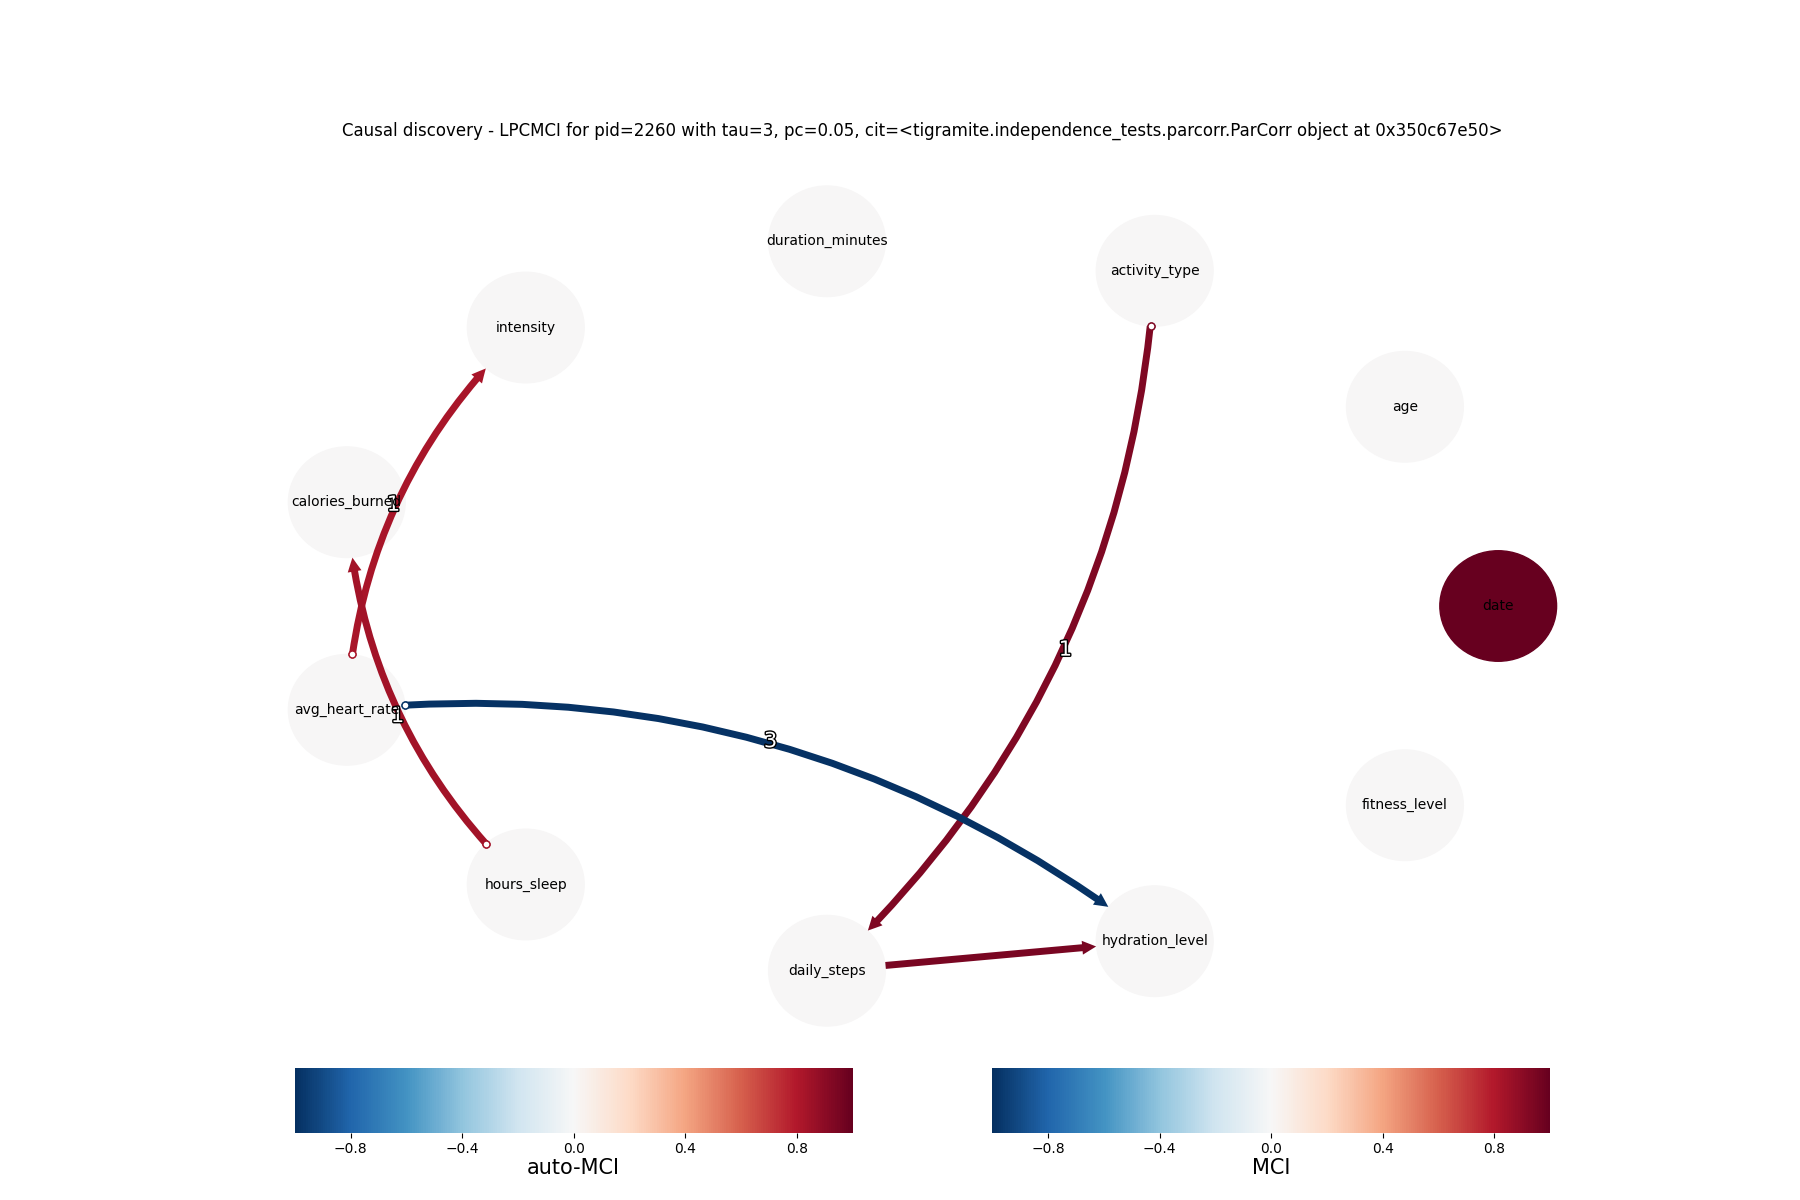 Causal discovery - LPCMCI for pid=2260 with tau=3, pc=0.05, cit=<tigramite.independence_tests.parcorr.ParCorr object at 0x350c67e50>
duration_minutes
activity_type
intensity
age
calories_burned
1
date
1
avg_heart_rate
1
3
fitness_level
hours_sleep
hydration_level
daily_steps
−0.8 −0.4 0.0 0.4 0.8
auto-MCI
−0.8 −0.4 0.0 0.4 0.8
MCI